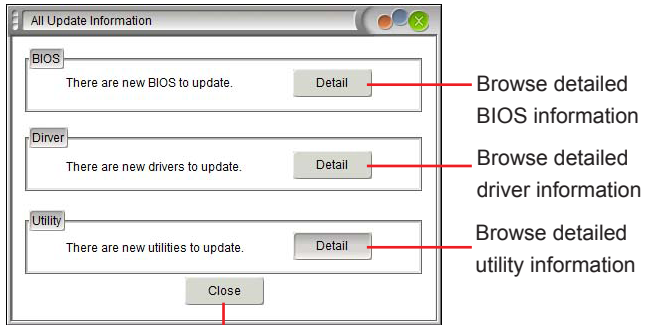 All Update Information
BIOS
There are new BIOS to update.
Detail
Browse detailed
BIOS information
Dirver
There are new drivers to update.
Detail
Browse detailed
driver information
Utility
There are new utilities to update.
Detail
Browse detailed
utility information
Close